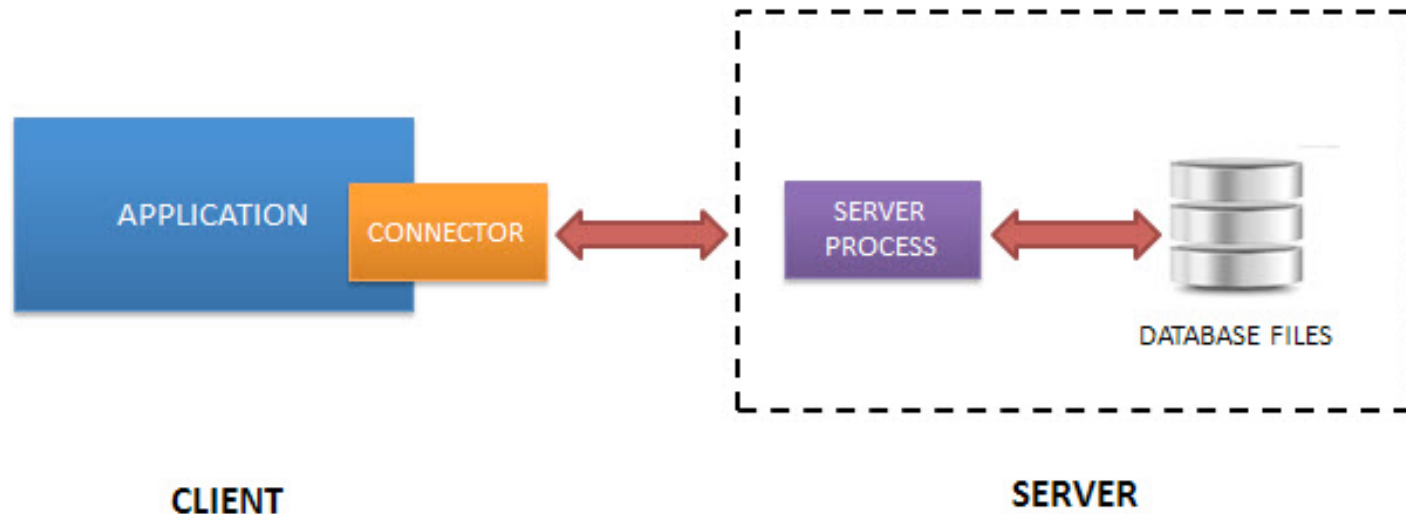 APPLICATION
CONNECTOR
SERVER
PROCESS
DATABASE FILES
CLIENT
SERVER